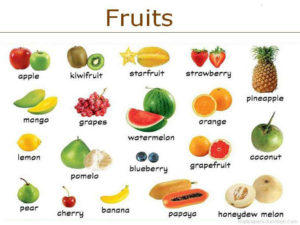 Fruits
apple
kiwifruit
starfruit
strawberry
pineapple
mango
grapes
watermelon
orange
lemon
pomelo
blueberry
grapefruit
coconut
pear
cherry
banana
papaya
honeydew melon